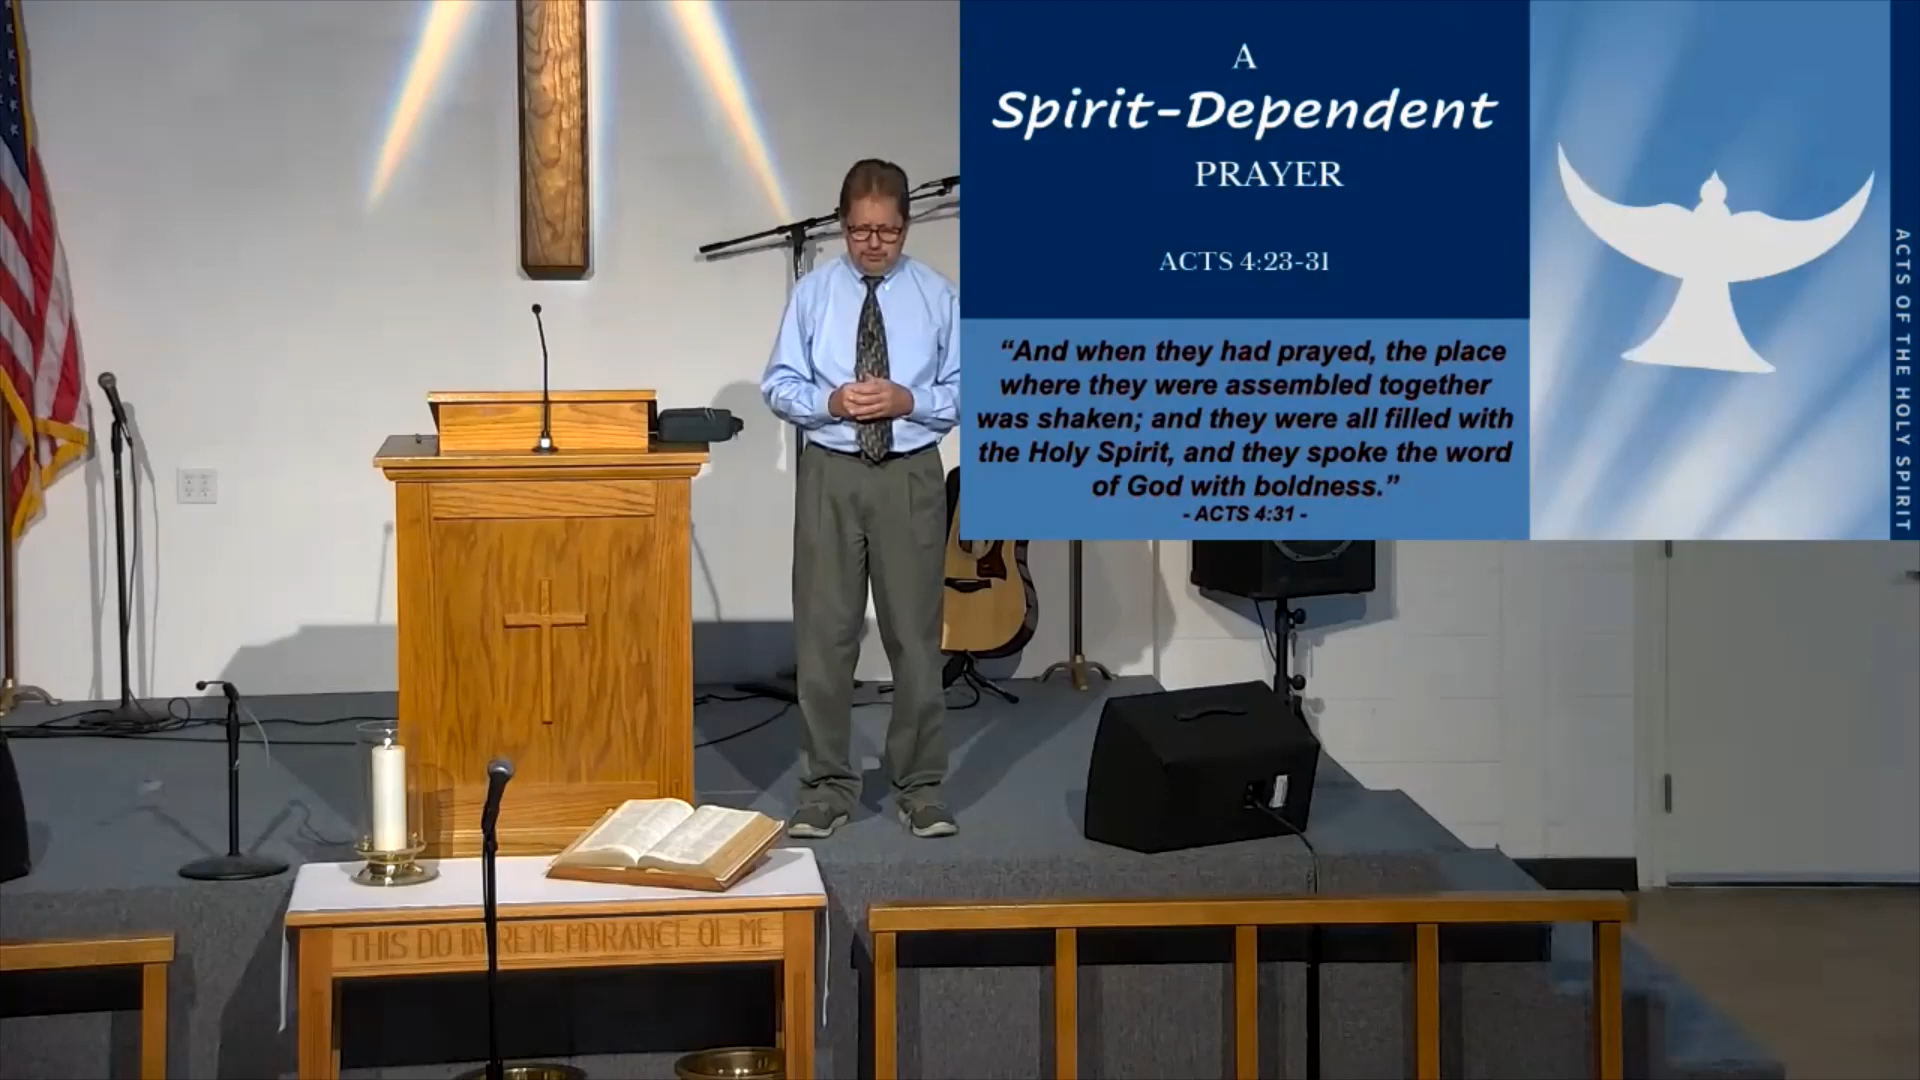 A
Spirit-Dependent
PRAYER
ACTS 4:23-31
“And when they had prayed, the place
where they were assembled together
was shaken; and they were all filled with
the Holy Spirit, and they spoke the word
of God with boldness.”
- ACTS 4:31 -
ACTS OF THE HOLY SPIRIT
THIS DO IN REMEMBRANCE OF ME